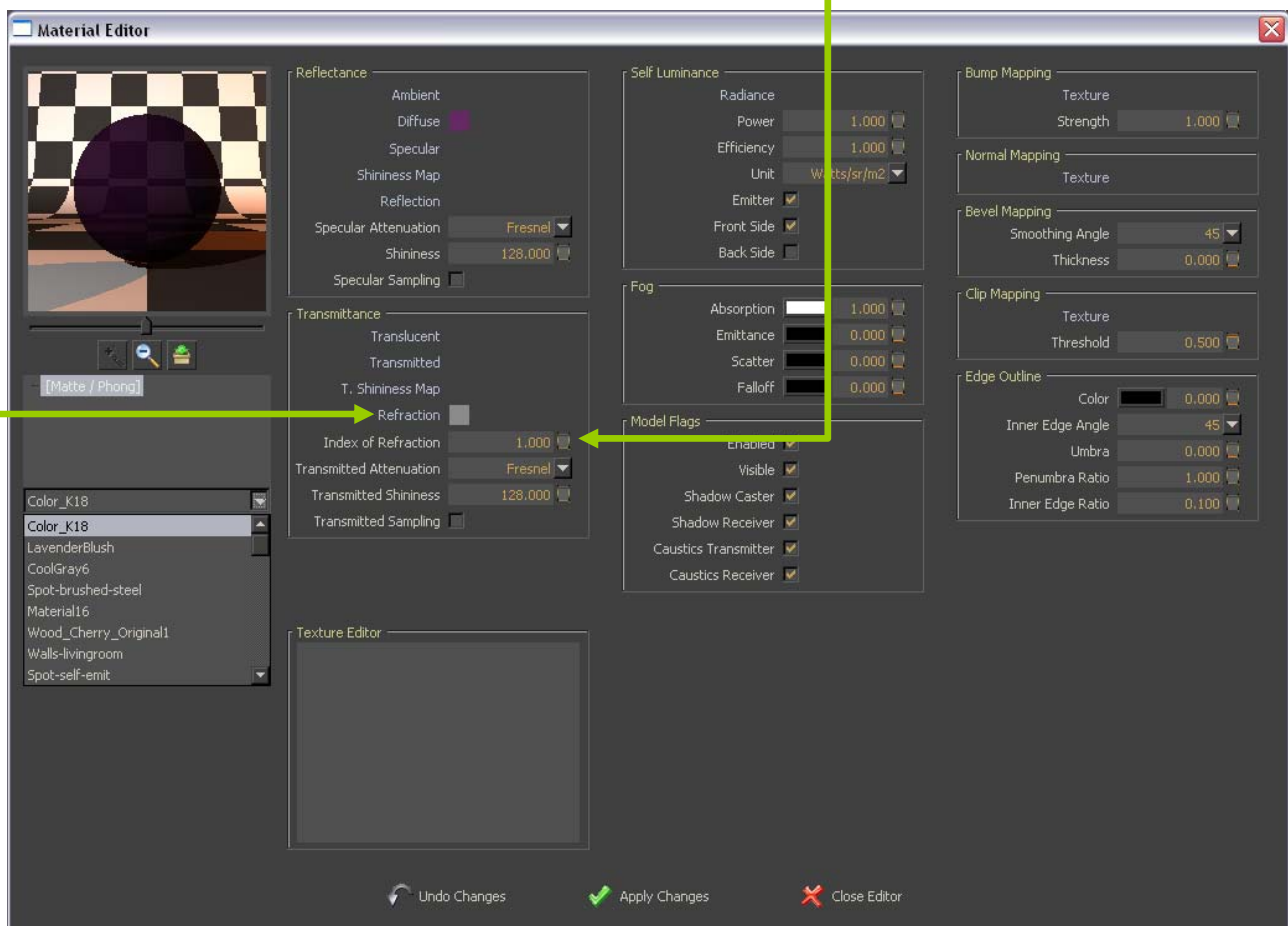 Material Editor
[Matte / Phong]
Color_K18
Color_K18
LavenderBlush
CoolGray6
Spot-brushed-steel
Material16
Wood_Cherry_Original1
Walls-livingroom
Spot-self-emit
Reflectance
Ambient
Diffuse
Specular
Shininess Map
Reflection
Specular Attenuation Fresnel
Shininess 128.000
Specular Sampling
Transmittance
Translucent
Transmitted
T. Shininess Map
Refraction
Index of Refraction 1.000
Transmitted Attenuation Fresnel
Transmitted Shininess 128.000
Transmitted Sampling
Texture Editor
Self Luminance
Radiance
Power 1.000
Efficiency 1.000
Unit Watts/sr/m2
Emitter
Front Side
Back Side
Fog
Absorption 1.000
Emittance 0.000
Scatter 0.000
Falloff 0.000
Model Flags
Enabled
Visible
Shadow Caster
Shadow Receiver
Caustics Transmitter
Caustics Receiver
Bump Mapping
Texture
Strength 1.000
Normal Mapping
Texture
Bevel Mapping
Smoothing Angle 45
Thickness 0.000
Clip Mapping
Texture
Threshold 0.500
Edge Outline
Color 0.000
Inner Edge Angle 45
Umbra 0.000
Penumbra Ratio 1.000
Inner Edge Ratio 0.100
Undo Changes
Apply Changes
Close Editor